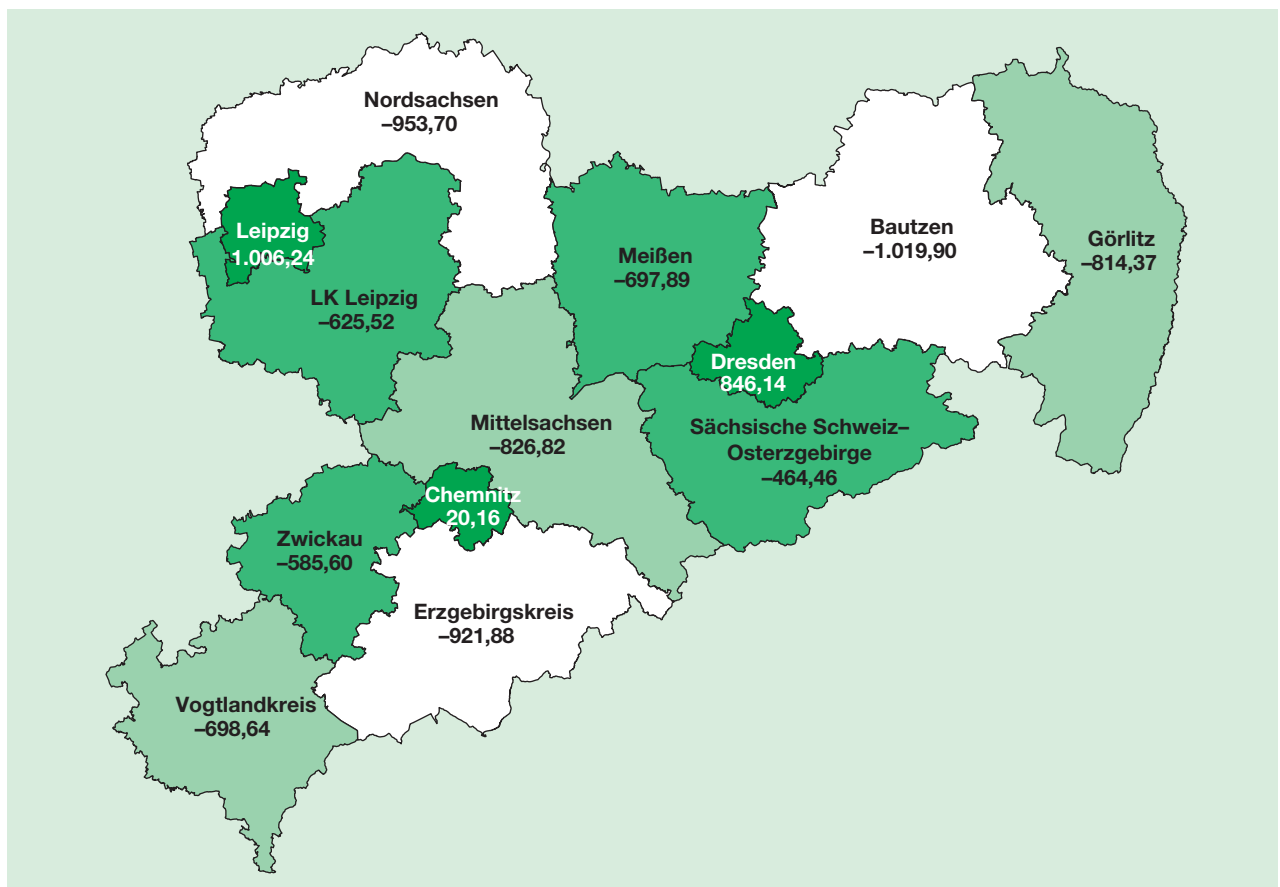 Nordsachsen
–953,70
Leipzig
1.006,24
LK Leipzig
–625,52
Meißen
–697,89
Bautzen
–1.019,90
Görlitz
–814,37
Dresden
846,14
Mittelsachsen
–826,82
Sächsische Schweiz–
Osterzgebirge
–464,46
Chemnitz
20,16
Zwickau
–585,60
Erzgebirgskreis
–921,88
Vogtlandkreis
–698,64